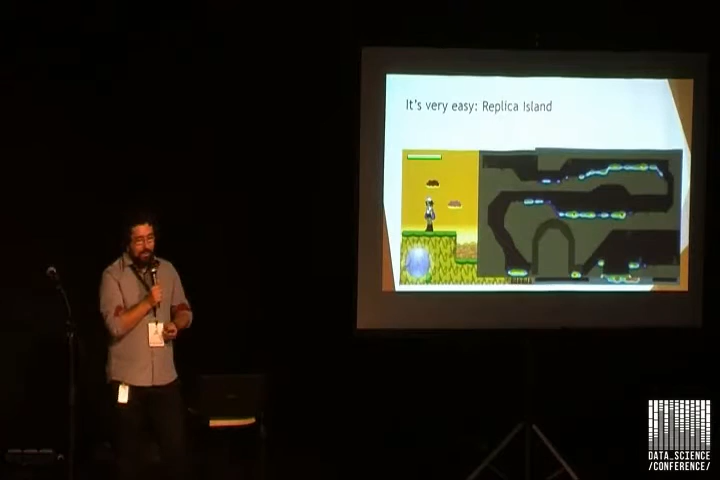 It's very easy: Replica Island
DATA_SCIENCE
/CONFERENCE/